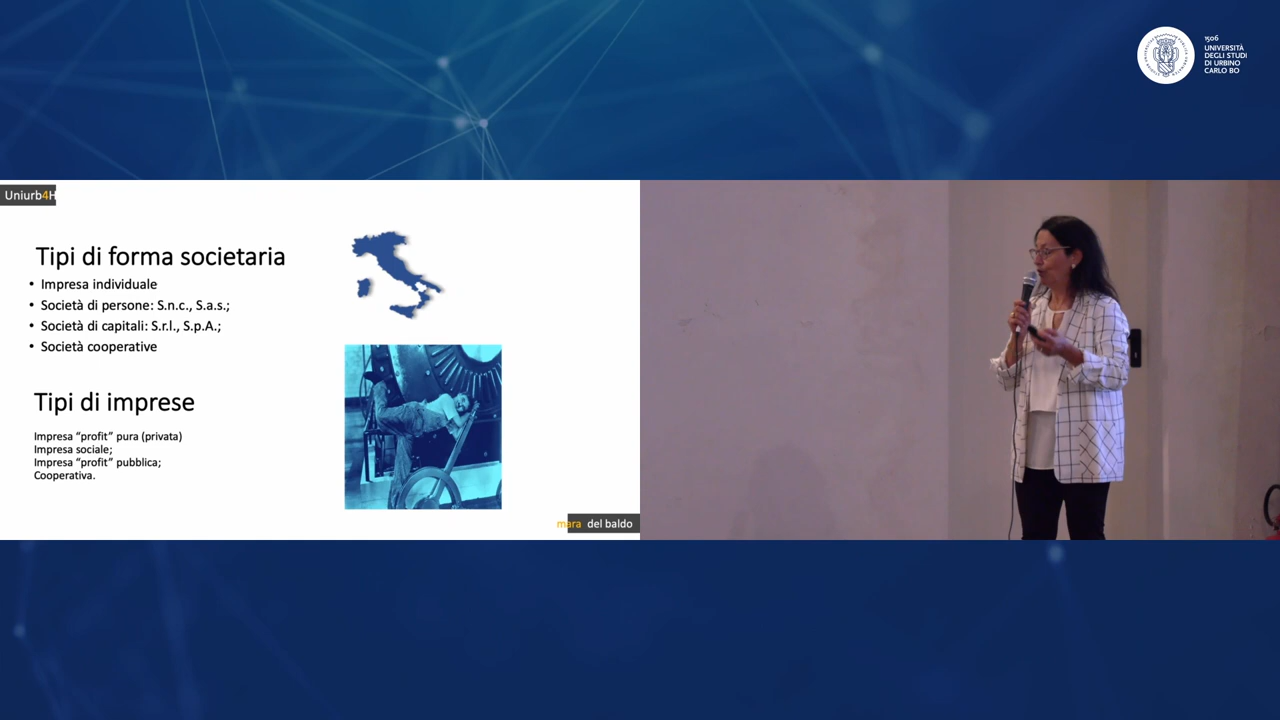 1506
UNIVERSITÀ
DEGLI STUDI
DI URBINO
CARLO BO
Uniurb4H
Tipi di forma societaria
• Impresa individuale
• Società di persone: S.n.c., S.a.s.;
• Società di capitali: S.r.l., S.p.A.;
• Società cooperative
Tipi di imprese
Impresa “profit” pura (privata)
Impresa sociale;
Impresa “profit” pubblica;
Cooperativa.
mara del baldo